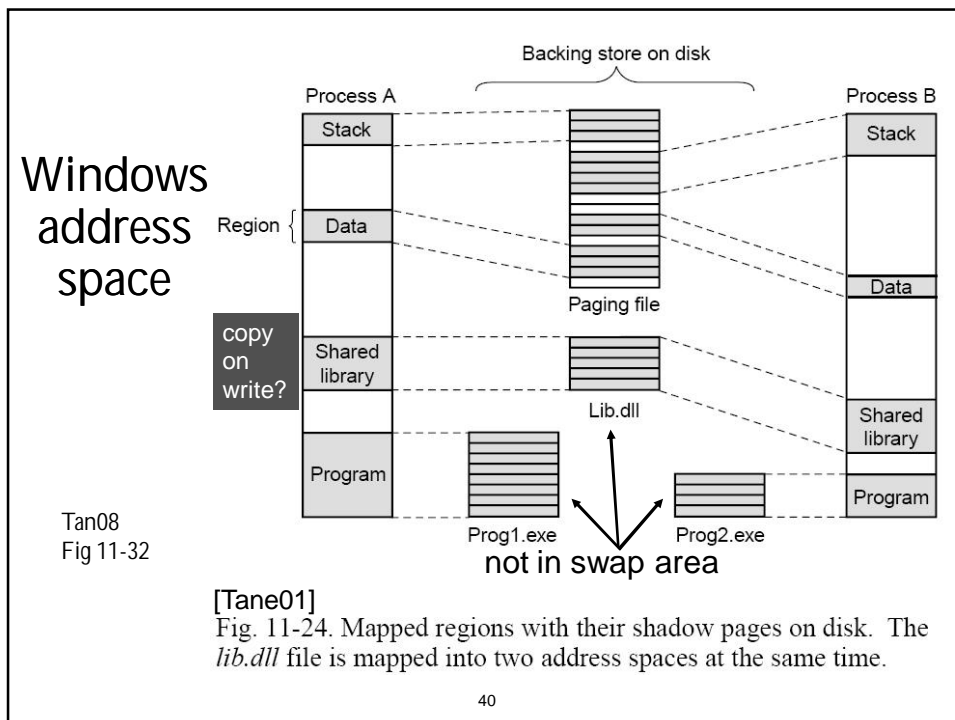 Windows
address
space
Backing store on disk
Process A
Process B
Stack
Stack
Region {
Data
Paging file
Data
copy
on
write?
Shared
library
Lib.dll
Shared
library
Program
Program
Prog1.exe
Prog2.exe
not in swap area
Tan08
Fig 11-32
[Tane01]
Fig. 11-24. Mapped regions with their shadow pages on disk. The
lib.dll file is mapped into two address spaces at the same time.
40